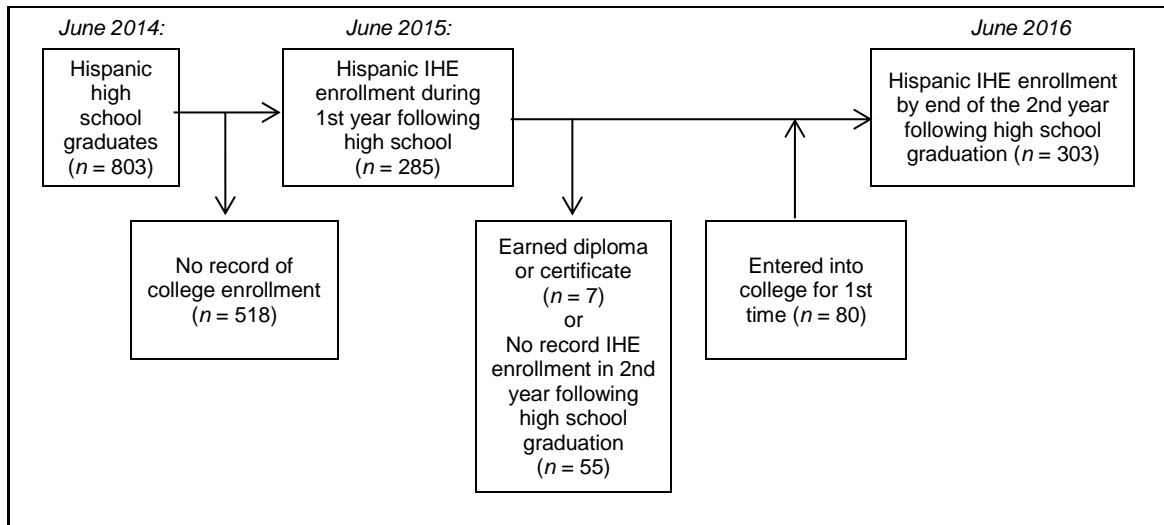 June 2014:
June 2015:
June 2016
Hispanic
high
school
graduates
(n = 803)
Hispanic IHE
enrollment during
1st year following
high school
(n = 285)
Hispanic IHE enrollment
by end of the 2nd year
following high school
graduation (n = 303)
No record of
college enrollment
(n = 518)
Earned diploma
or certificate
(n = 7)
or
No record IHE
enrollment in 2nd
year following
high school
graduation
(n = 55)
Entered into
college for 1st
time (n = 80)